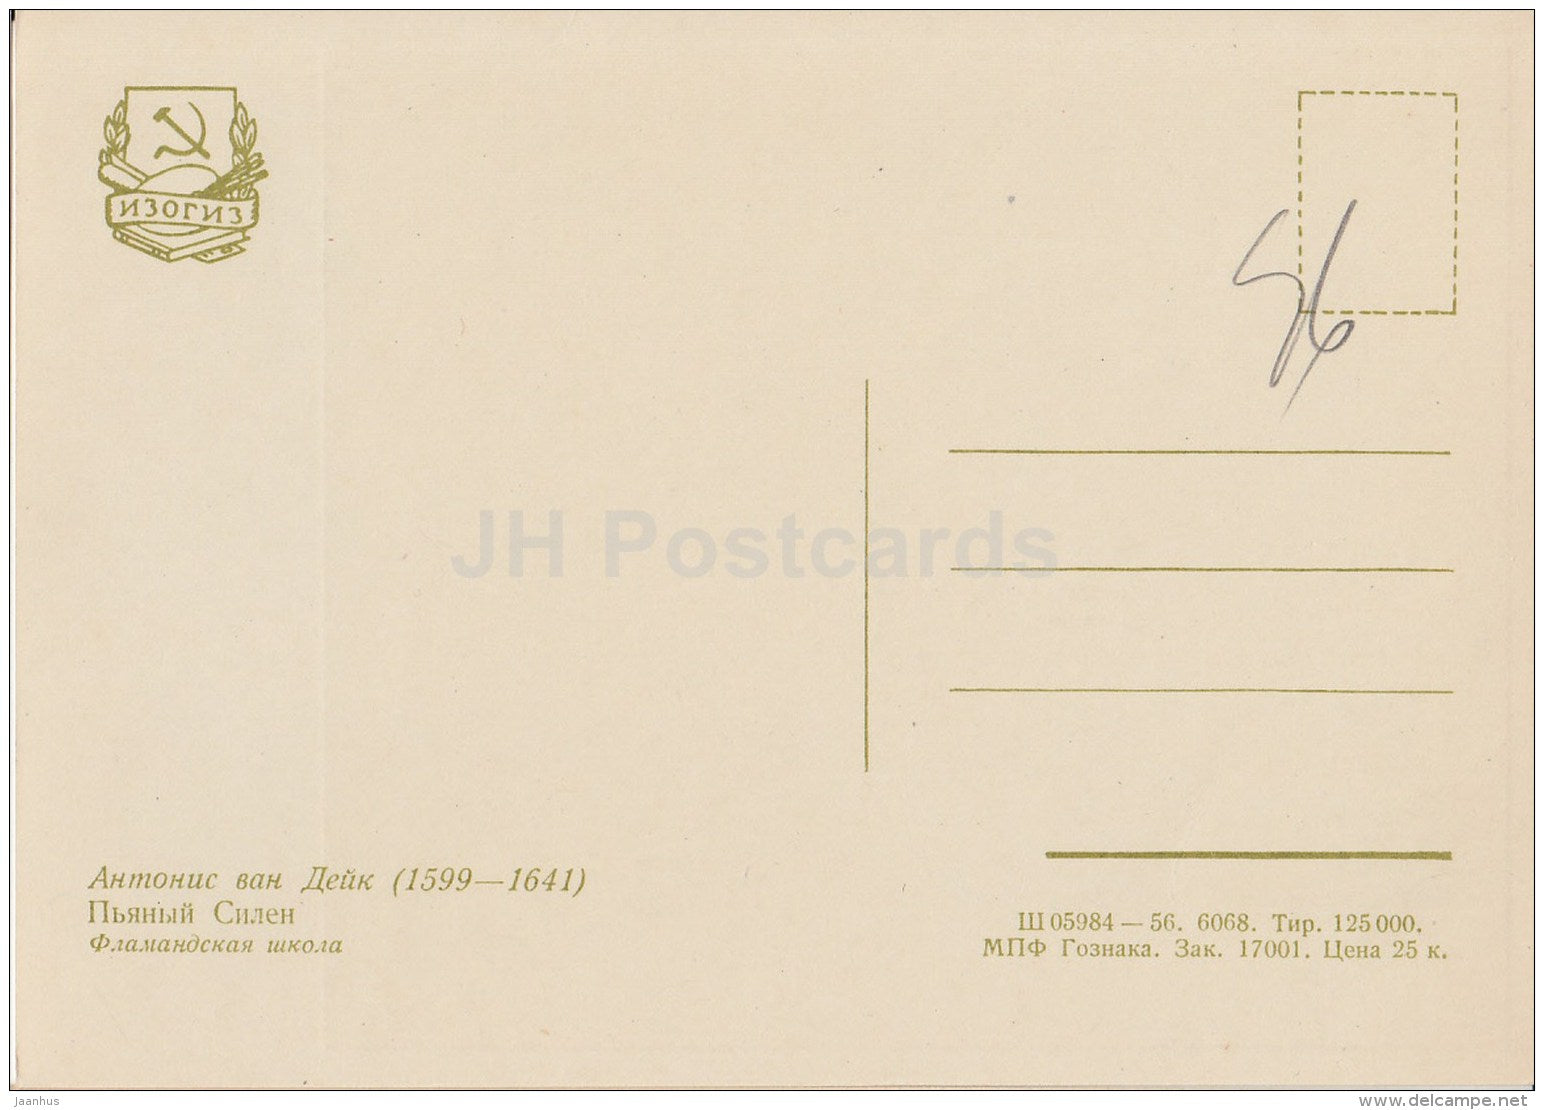 ИЗОГИЗ
56
JH Postcards
Антонис ван Дейк (1599—1641)
Пьяный Силен
Фламандская школа
Ш 05984 — 56. 6068. Тир. 125 000.
МПФ Гознака. Зак. 17001. Цена 25 к.
Jaanhus
www.delcampe.net